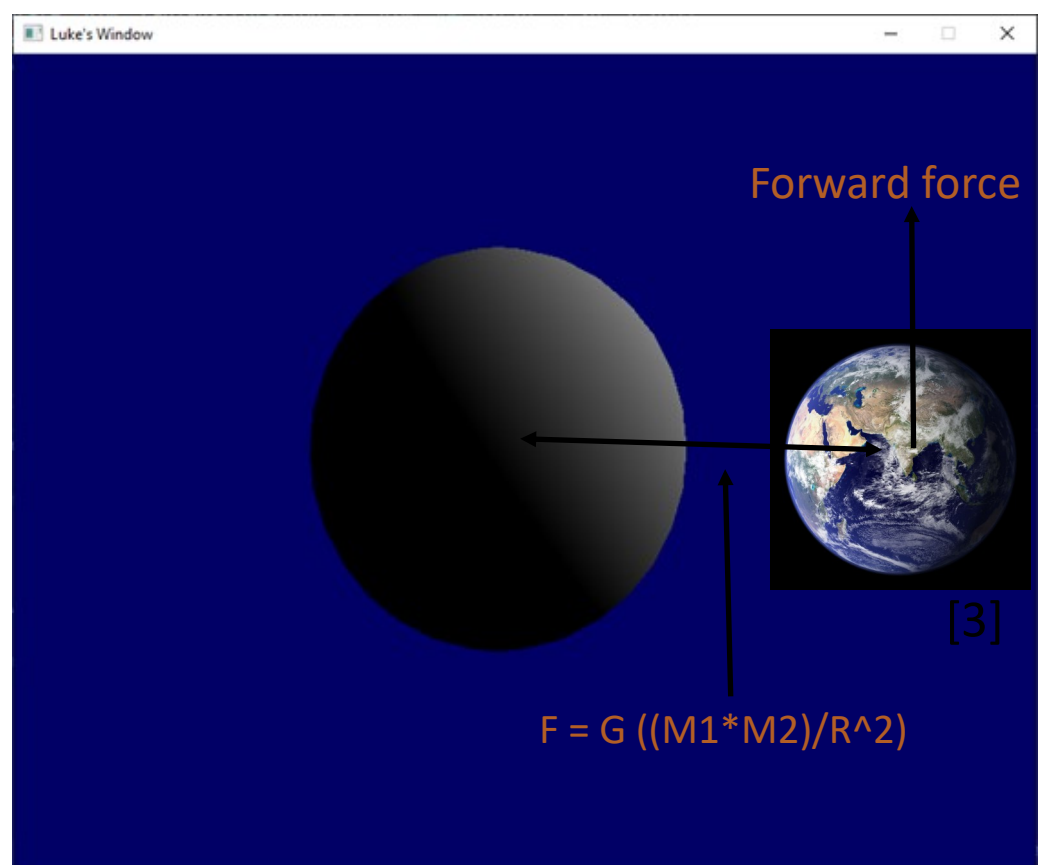 Luke's Window
Forward force
[3]
F = G ((M1*M2)/R^2)